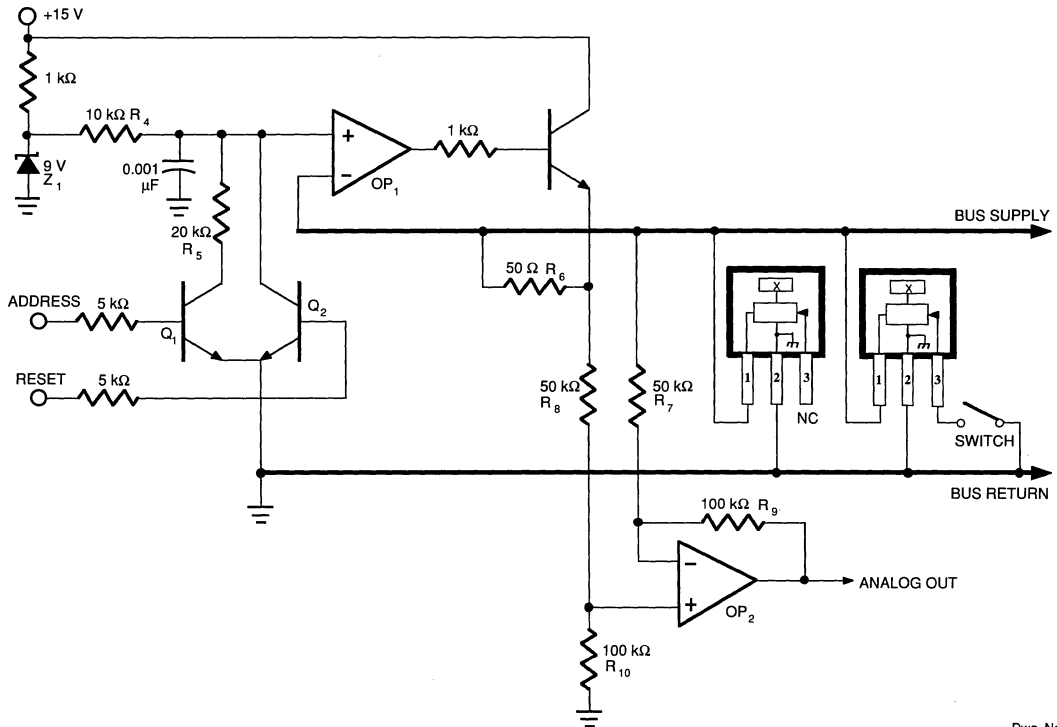 +15 V
1 kΩ
10 kΩ R4
9 V
Z1
0.001
µF
+
−
OP1
1 kΩ
BUS SUPPLY
20 kΩ
R5
50 Ω R6
ADDRESS
5 kΩ
Q1
Q2
X
1 2 3
NC
X
1 2 3
SWITCH
RESET
5 kΩ
50 kΩ
R8
50 kΩ
R7
BUS RETURN
100 kΩ R9
−
+
OP2
ANALOG OUT
100 kΩ
R10